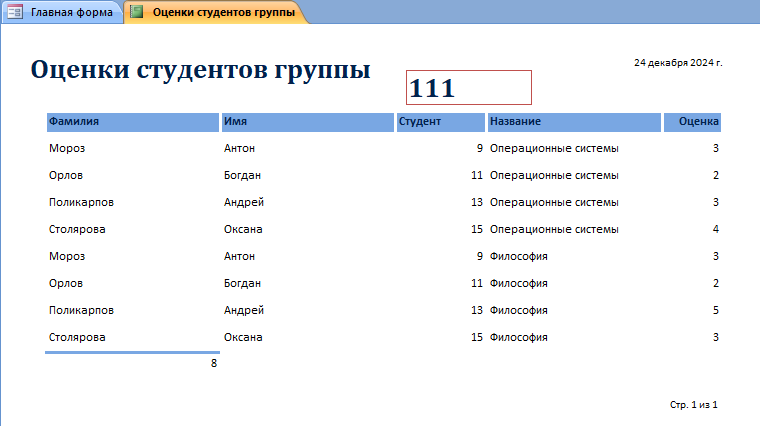 Главная форма Оценки студентов группы
Оценки студентов группы 111 24 декабря 2024 г.
Фамилия Имя Студент Название Оценка
Мороз Антон 9 Операционные системы 3
Орлов Богдан 11 Операционные системы 2
Поликарпов Андрей 13 Операционные системы 3
Столярова Оксана 15 Операционные системы 4
Мороз Антон 9 Философия 3
Орлов Богдан 11 Философия 2
Поликарпов Андрей 13 Философия 5
Столярова Оксана 15 Философия 3
8
Стр. 1 из 1